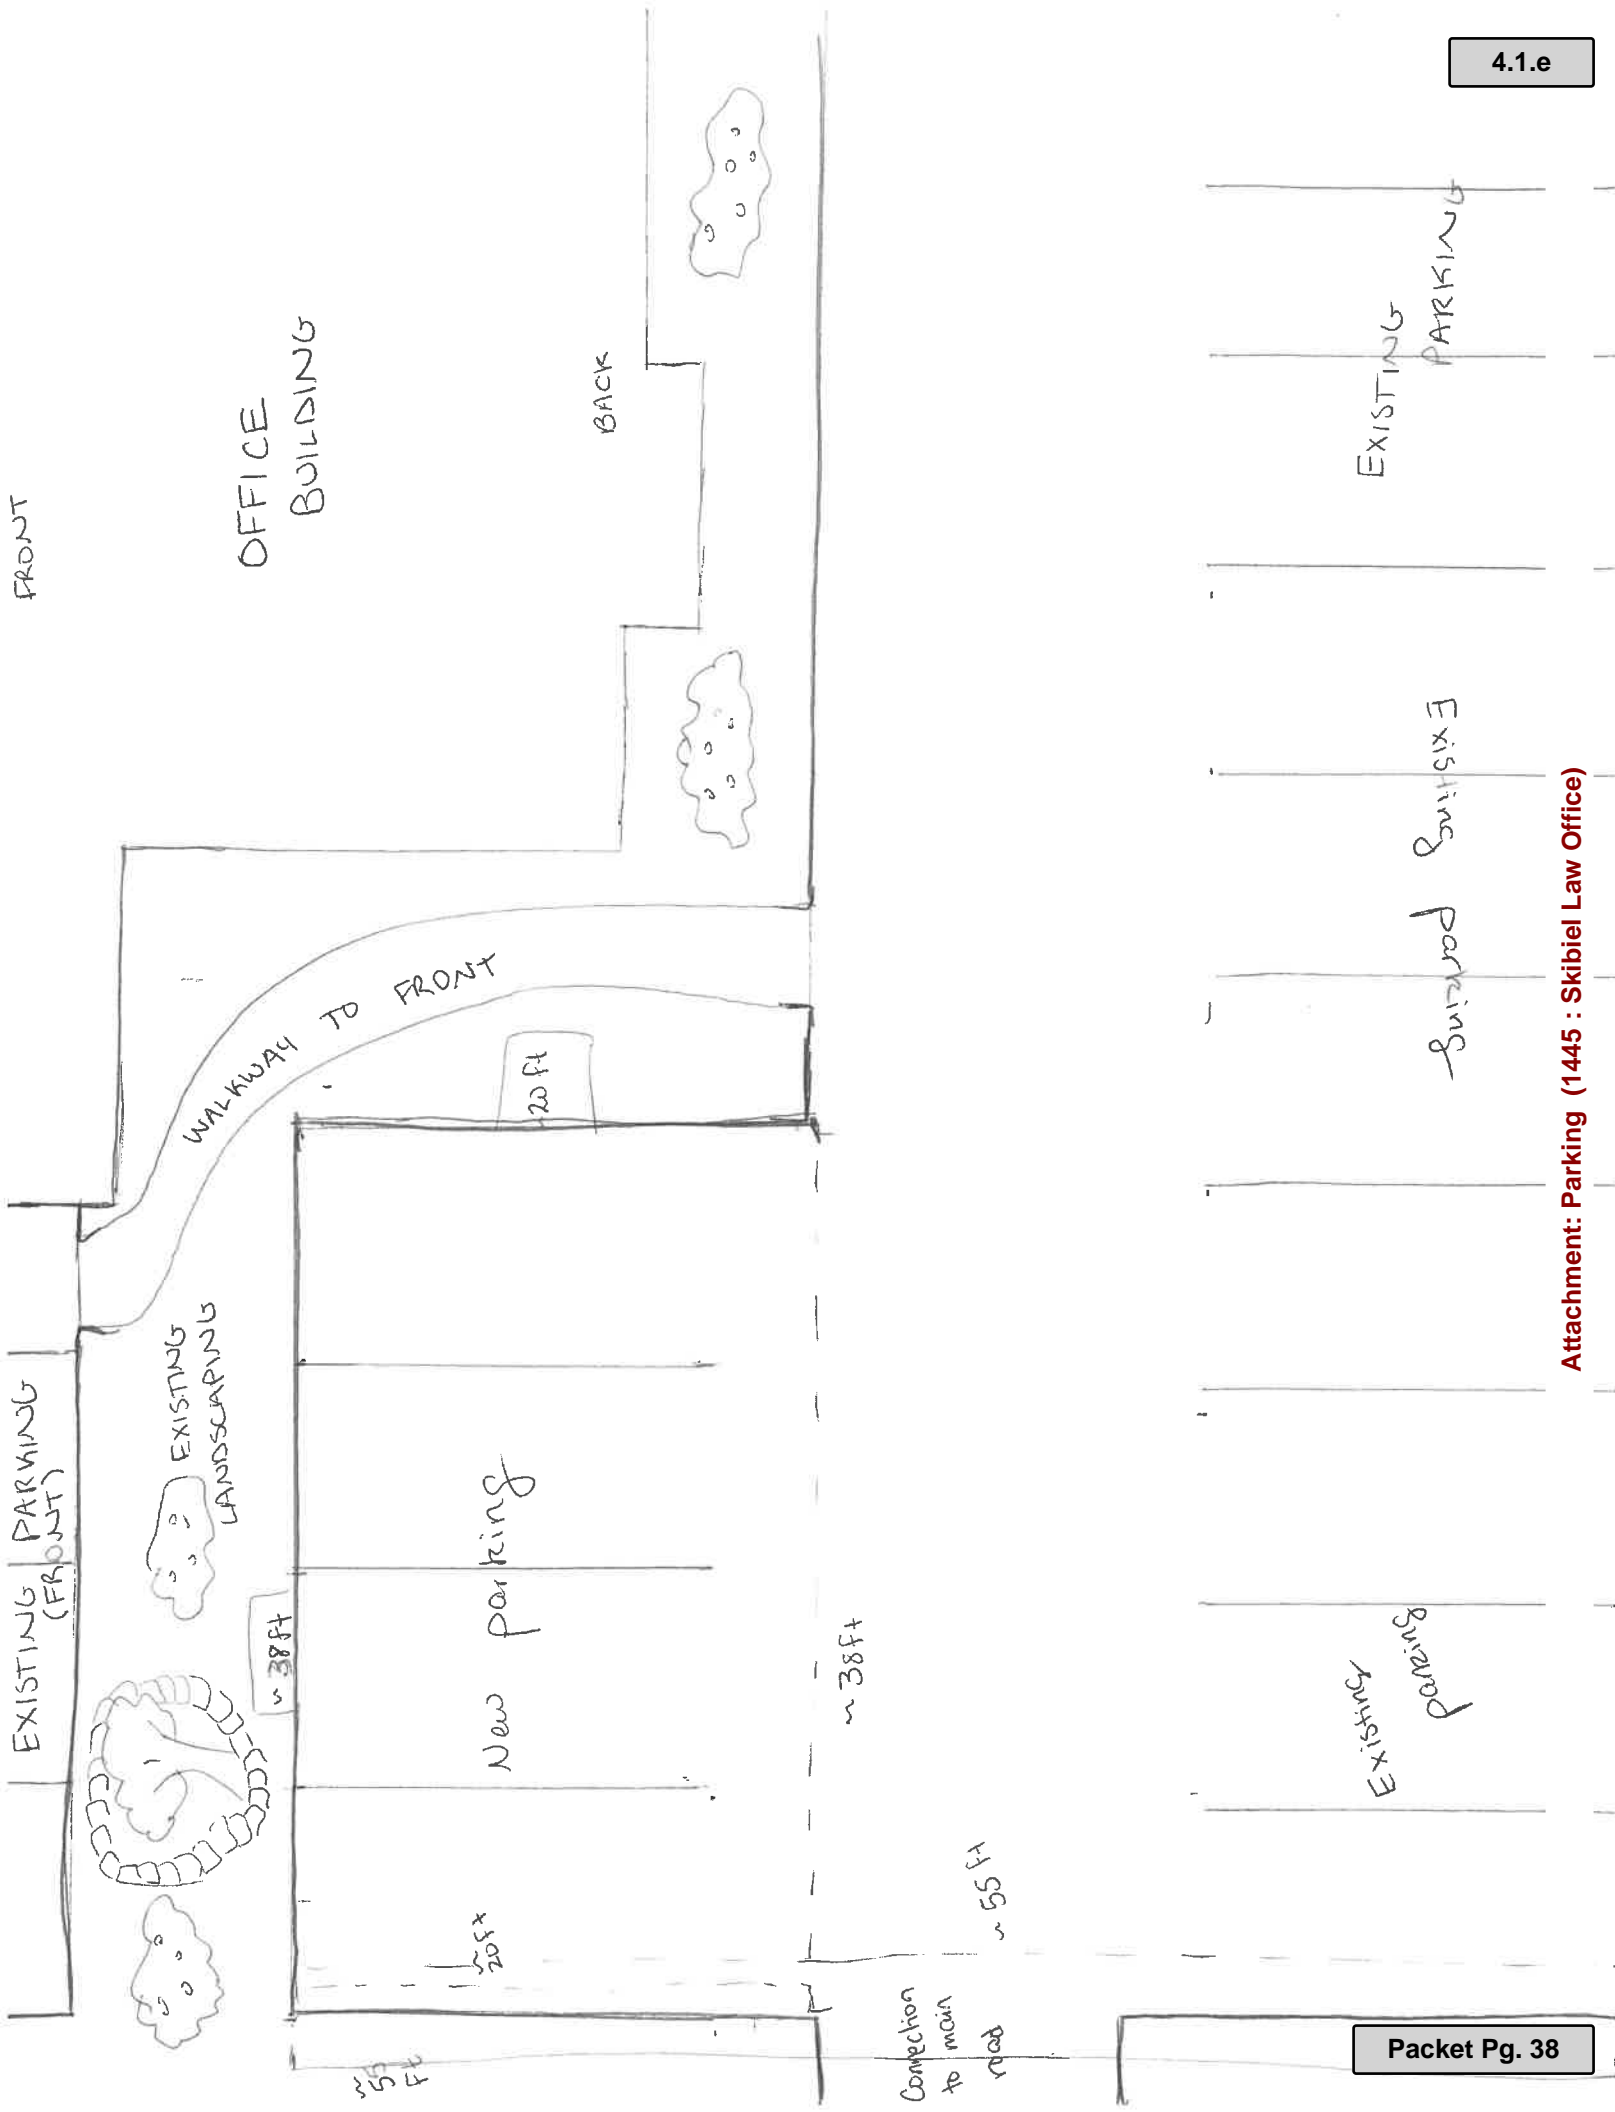 4.1.e
FRONT
OFFICE
BUILDING
BACK
EXISTING
PARKING
WALKWAY TO FRONT
20 ft
Existing parking
EXISTING PARKING
(FRONT)
EXISTING
LANDSCAPING
~ 38ft
New parking
~ 38ft
Existing
parking
~
20ft
~ 55 ft
~
55
Ft
Connection
to main
road
Attachment: Parking (1445 : Skibiel Law Office)
Packet Pg. 38